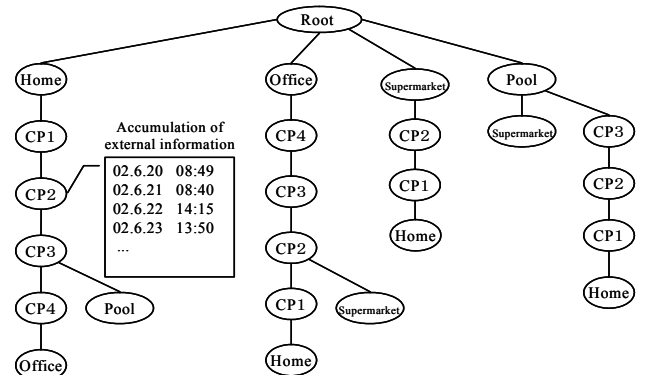 Root
Home
Office
Supermarket
Pool
CP1
Accumulation of
external information
CP4
CP2
Supermarket
CP3
CP2
02.6.20 08:49
02.6.21 08:40
02.6.22 14:15
02.6.23 13:50
...
CP3
CP1
CP2
Home
CP1
CP3
CP2
Home
CP4
Pool
CP1
Supermarket
Office
Home